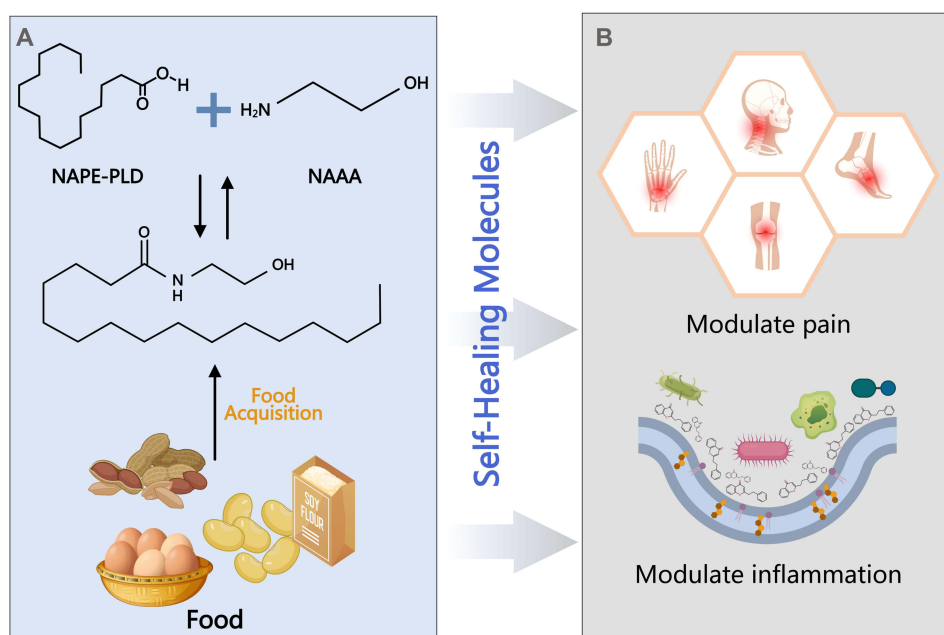 A
O
O
H
H₂N
OH
NAPE-PLD
NAAA
O
N
H
OH
Food
Acquisition
SOY
FLOUR
Food
Self-Healing Molecules
B
Modulate pain
Modulate inflammation